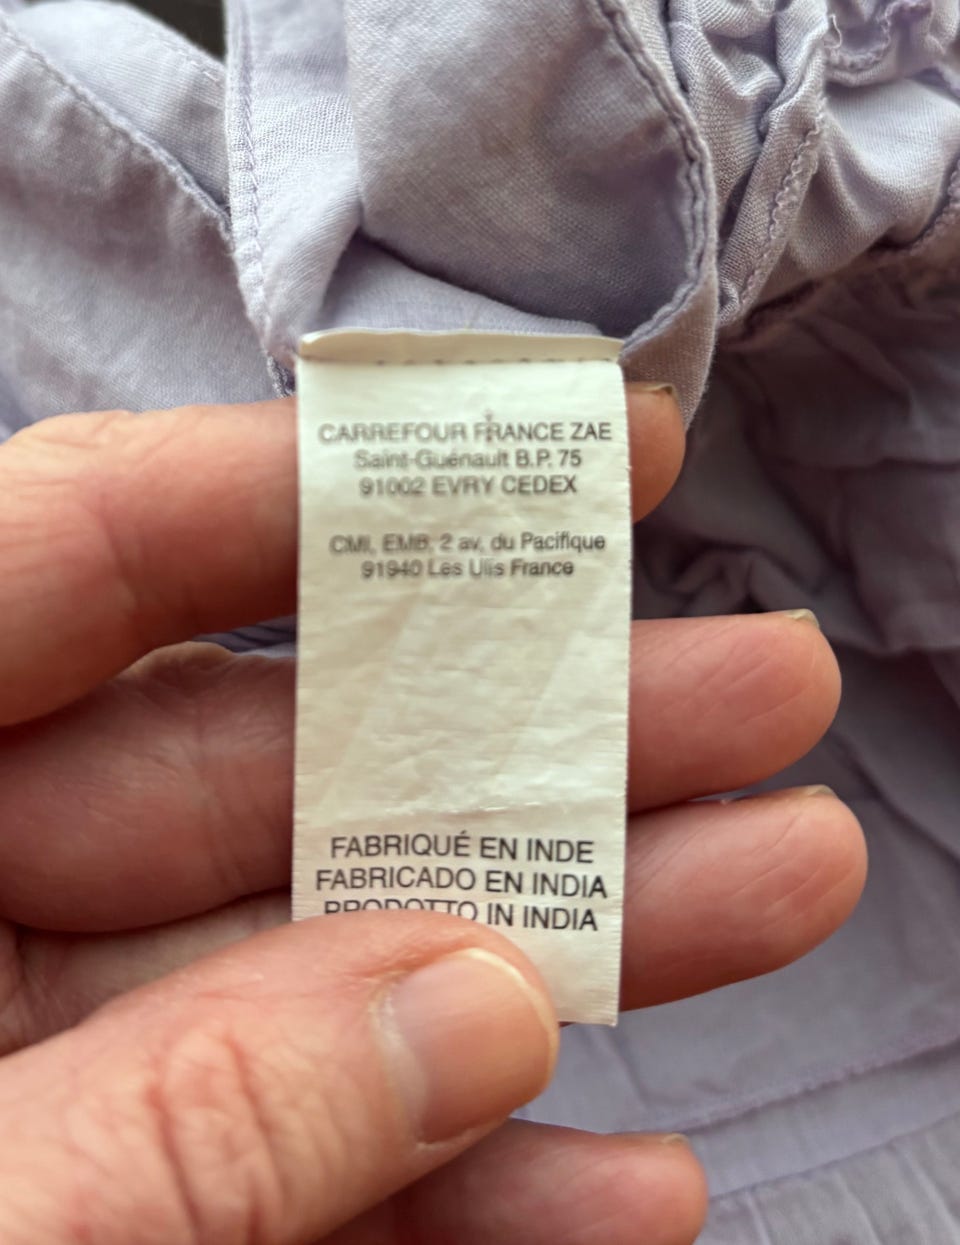 CARREFOUR FRANCE ZAE
Saint-Guénault B.P. 75
91002 EVRY CEDEX
CMI, EMB. 2 av. du Pacifique
91940 Les Ulis France
FABRIQUÉ EN INDE
FABRICADO EN INDIA
PRODOTTO IN INDIA